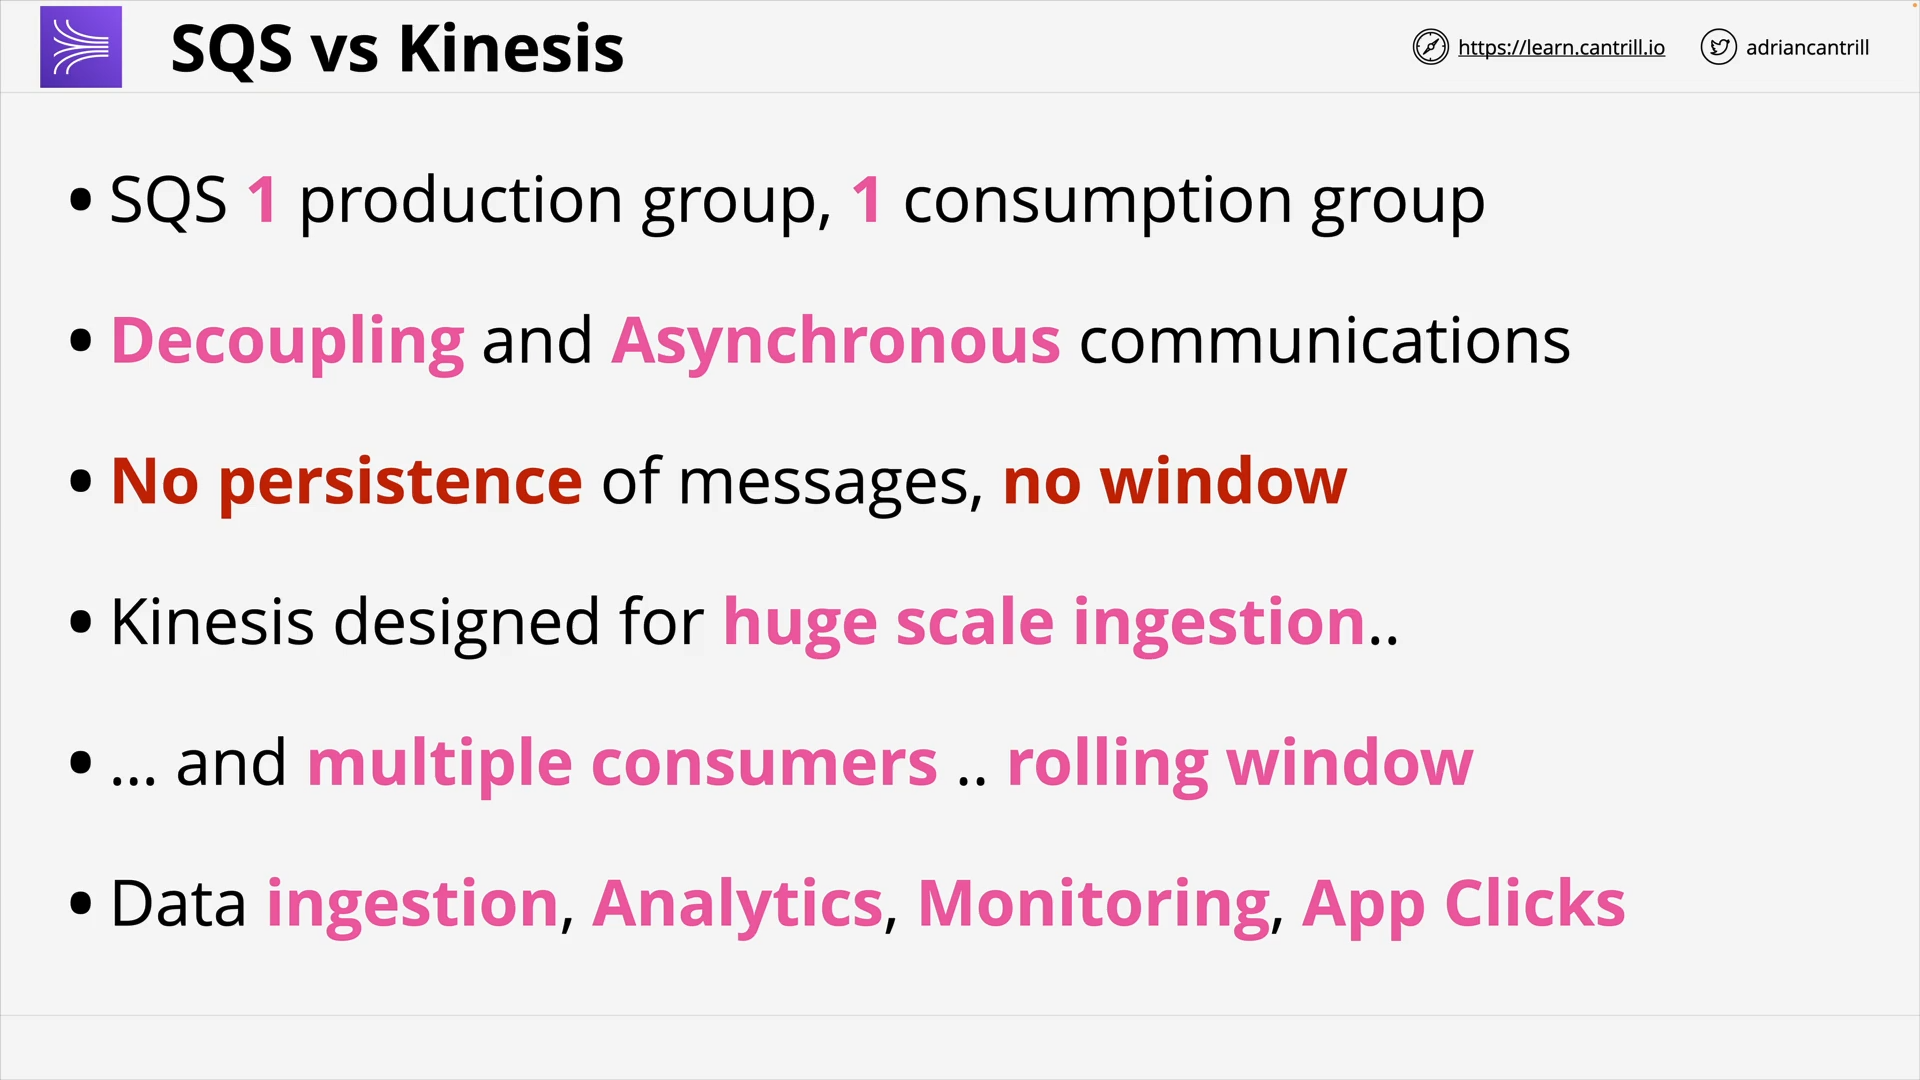 SQS vs Kinesis
https://learn.cantrill.io
adriancantrill
• SQS 1 production group, 1 consumption group
• Decoupling and Asynchronous communications
• No persistence of messages, no window
• Kinesis designed for huge scale ingestion..
• ... and multiple consumers .. rolling window
• Data ingestion, Analytics, Monitoring, App Clicks